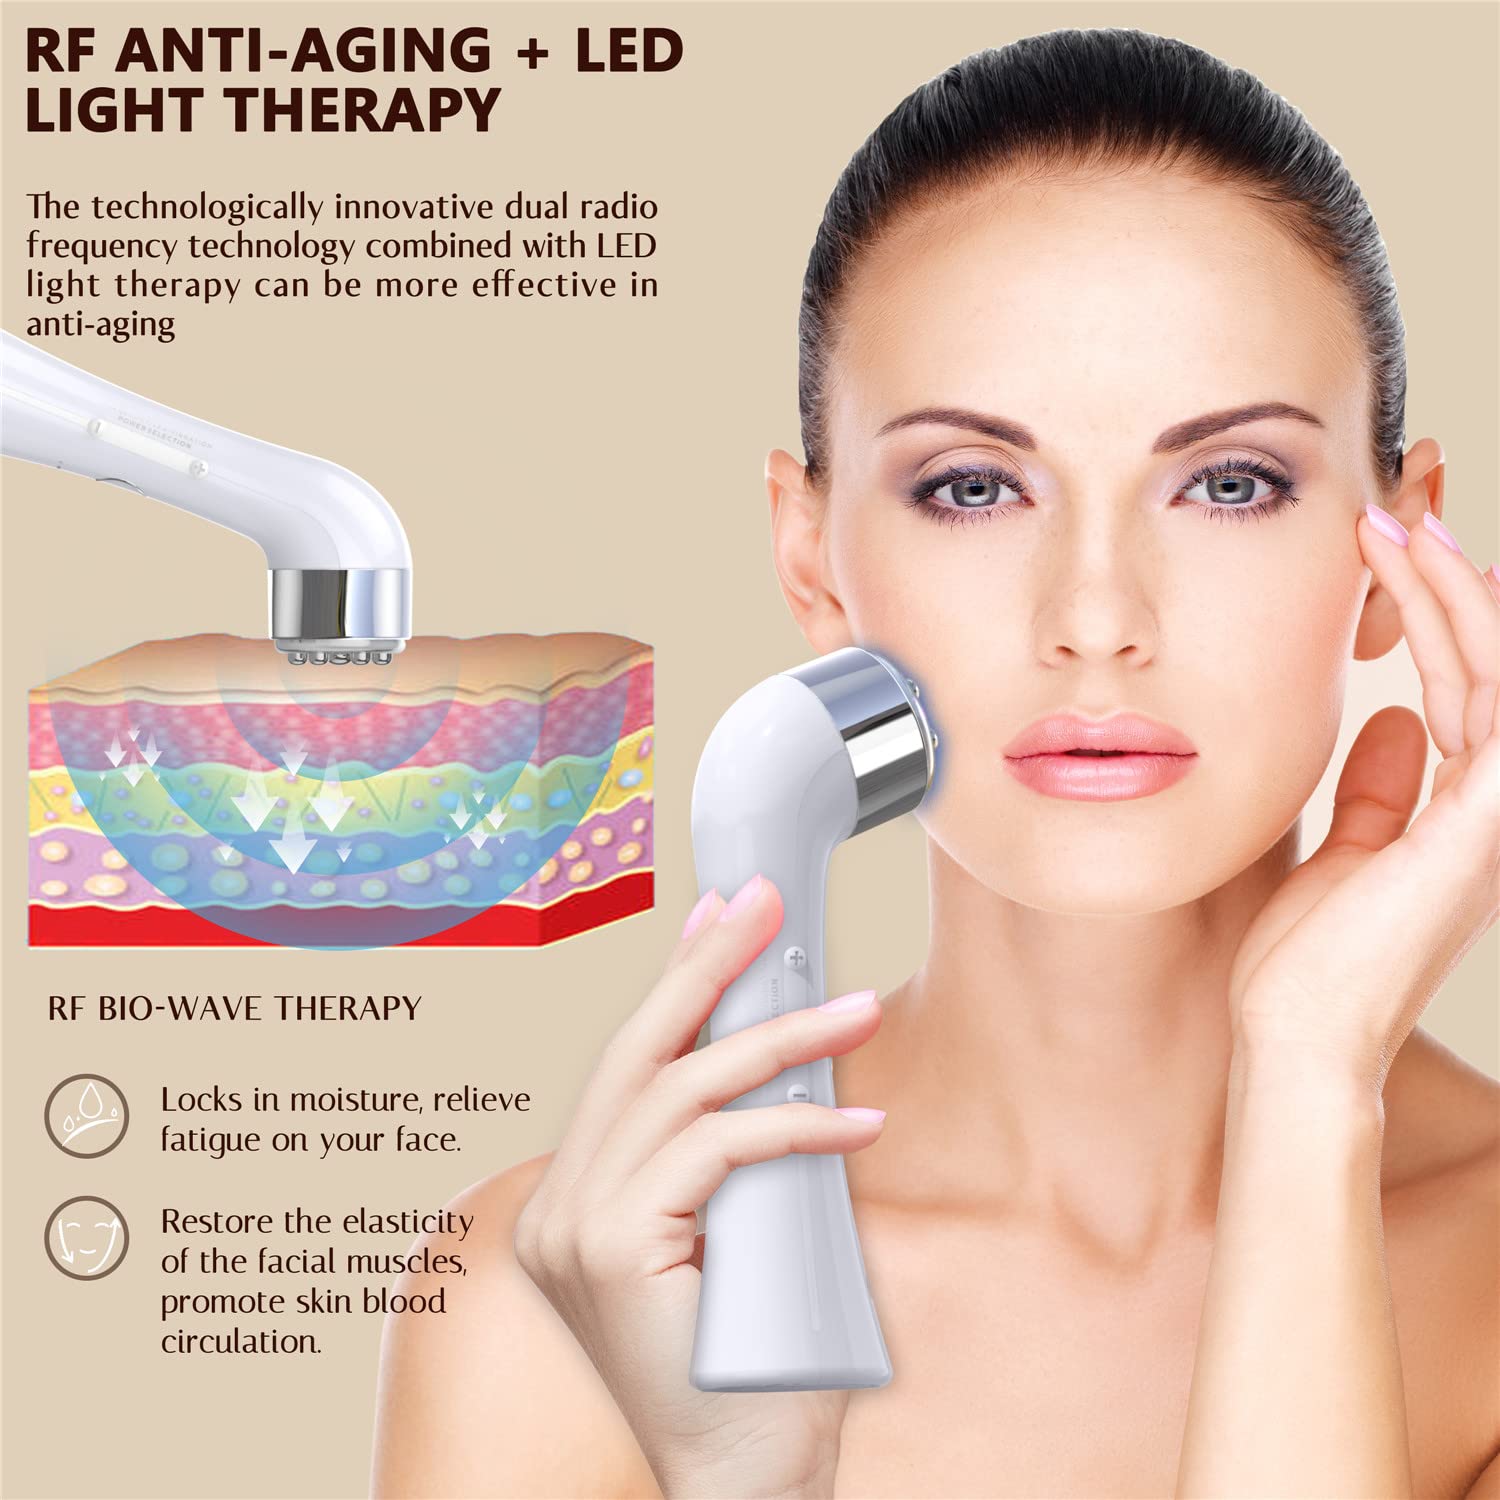 RF ANTI-AGING + LED
LIGHT THERAPY
The technologically innovative dual radio
frequency technology combined with LED
light therapy can be more effective in
anti-aging
POWER SELECTION
RF BIO-WAVE THERAPY
Locks in moisture, relieve
fatigue on your face.
Restore the elasticity
of the facial muscles,
promote skin blood
circulation.